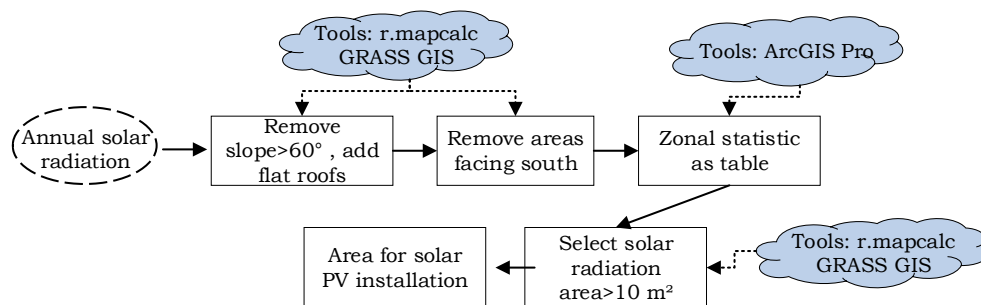 Tools: r.mapcalc
GRASS GIS
Tools: ArcGIS Pro
Annual solar
radiation
Remove
slope>60° , add
flat roofs
Remove areas
facing south
Zonal statistic
as table
Area for solar
PV installation
Select solar
radiation
area>10 m²
Tools: r.mapcalc
GRASS GIS